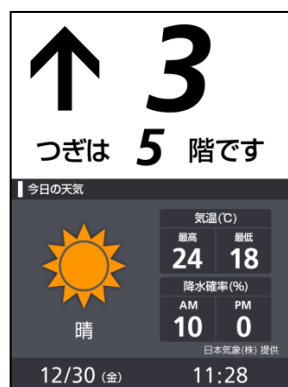 ↑ 3
つぎは 5 階です
今日の天気
気温(℃)
最高 最低
24 18
降水確率(%)
AM PM
10 0
晴
日本気象(株) 提供
12/30 (金) 11:28